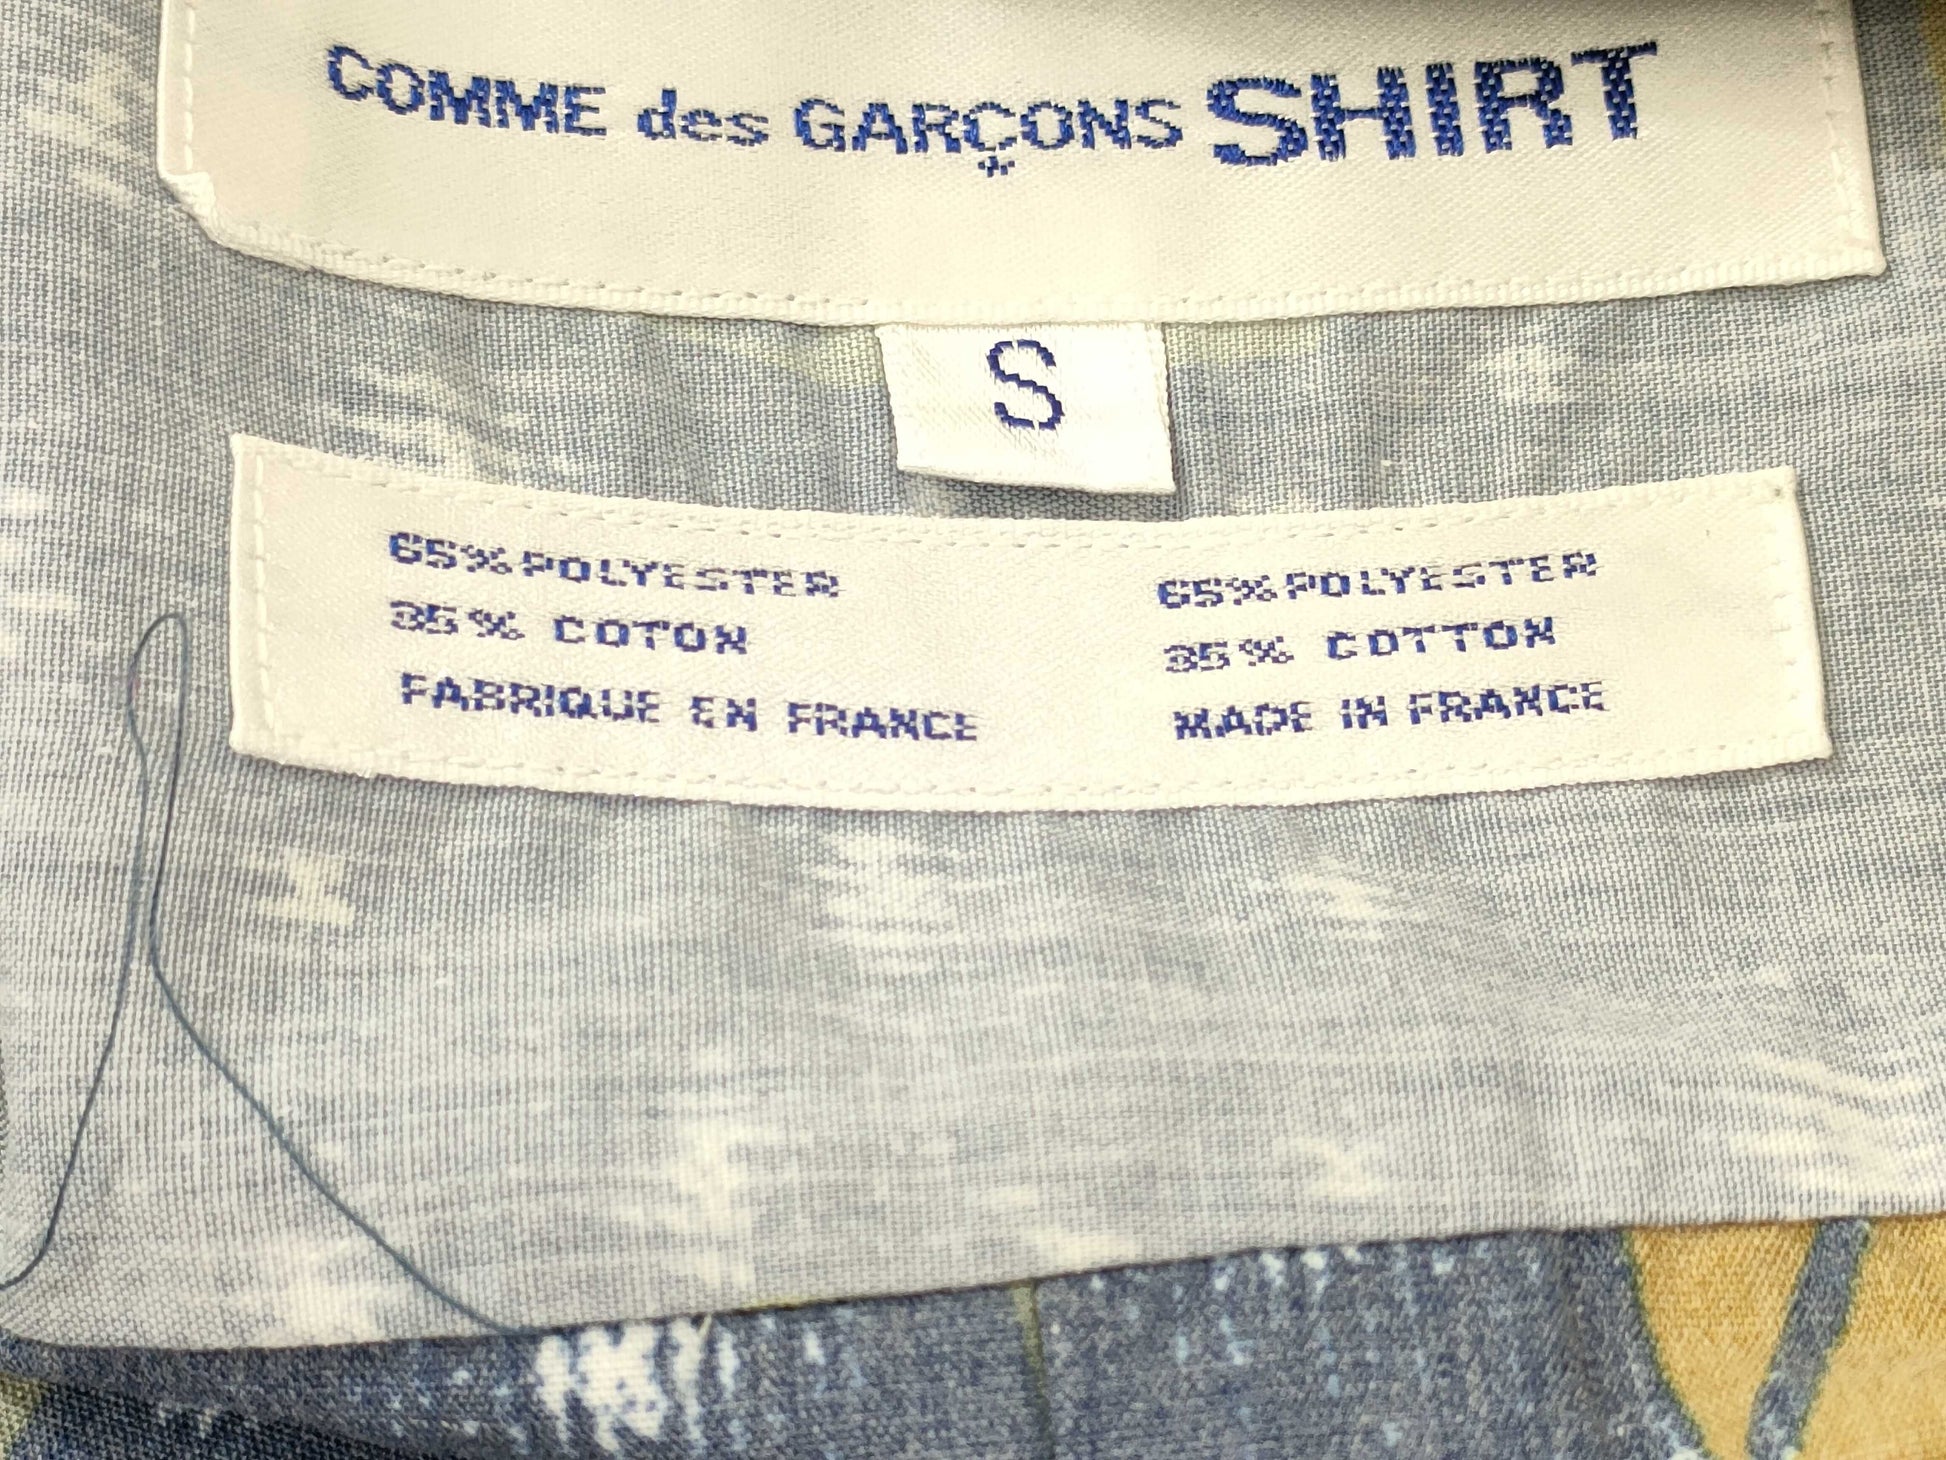 COMME des GARÇONS SHIRT
S
65% POLYESTER
35% COTON
FABRIQUE EN FRANCE
65% POLYESTER
35% COTTON
MADE IN FRANCE